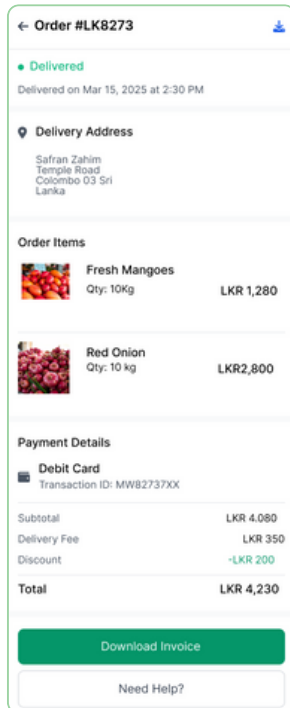 Order #LK8273
Delivered
Delivered on Mar 15, 2025 at 2:30 PM
Delivery Address
Safran Zahim
Temple Road
Colombo 03 Sri
Lanka
Order Items
Fresh Mangoes
Qty: 10Kg
LKR 1,280
Red Onion
Qty: 10 kg
LKR2,800
Payment Details
Debit Card
Transaction ID: MW82737XX
Subtotal LKR 4.080
Delivery Fee LKR 350
Discount -LKR 200
Total LKR 4,230
Download Invoice
Need Help?